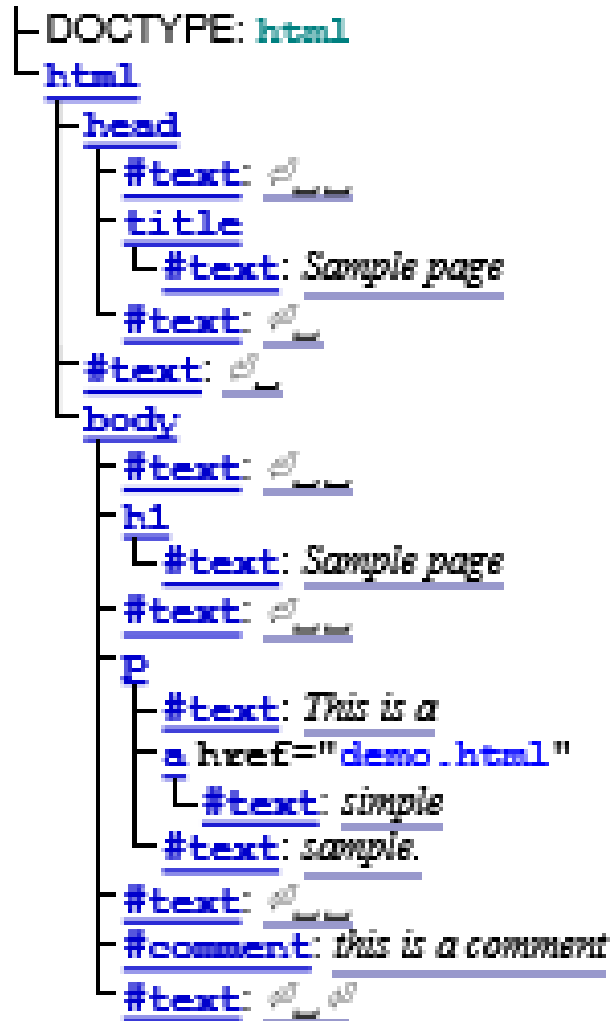 DOCTYPE: html
html
head
#text: ⏎␣␣
title
#text: Sample page
#text: ⏎␣
#text: ⏎␣
body
#text: ⏎␣␣
h1
#text: Sample page
#text: ⏎␣␣
p
#text: This is a
a href="demo.html"
#text: simple
#text: sample.
#text: ⏎␣␣
#comment: this is a comment
#text: ⏎␣⏎